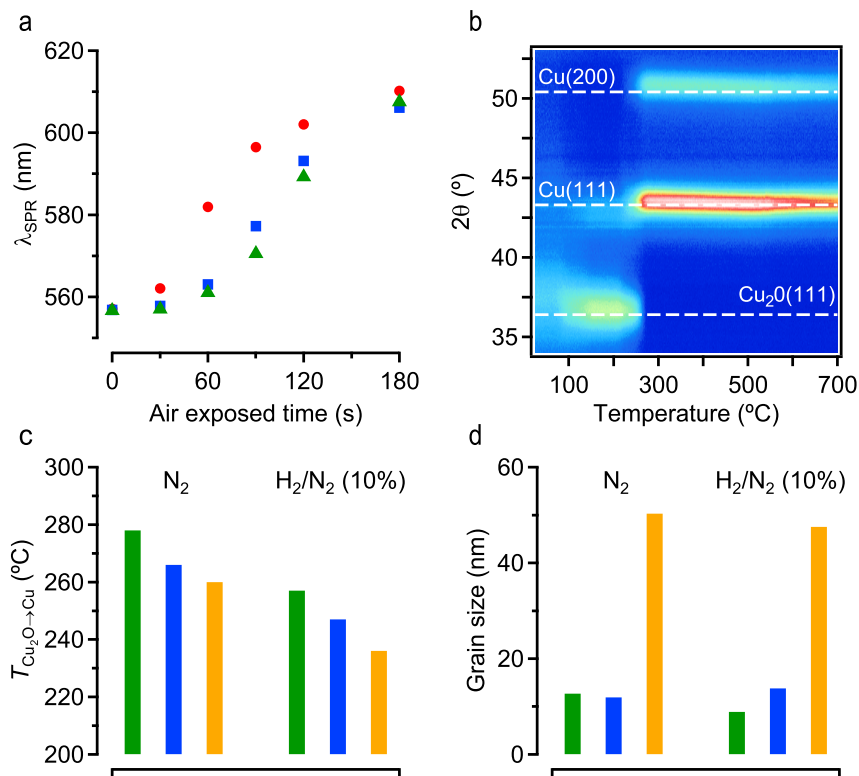 a
620
600
580
560
λSPR (nm)
0
60
120
180
Air exposed time (s)
b
50
45
40
35
2θ (º)
Cu(200)
Cu(111)
Cu₂0(111)
100
300
500
700
Temperature (ºC)
c
300
280
260
240
220
200
TCu₂O→Cu (ºC)
N₂
H₂/N₂ (10%)
d
60
40
20
0
Grain size (nm)
N₂
H₂/N₂ (10%)